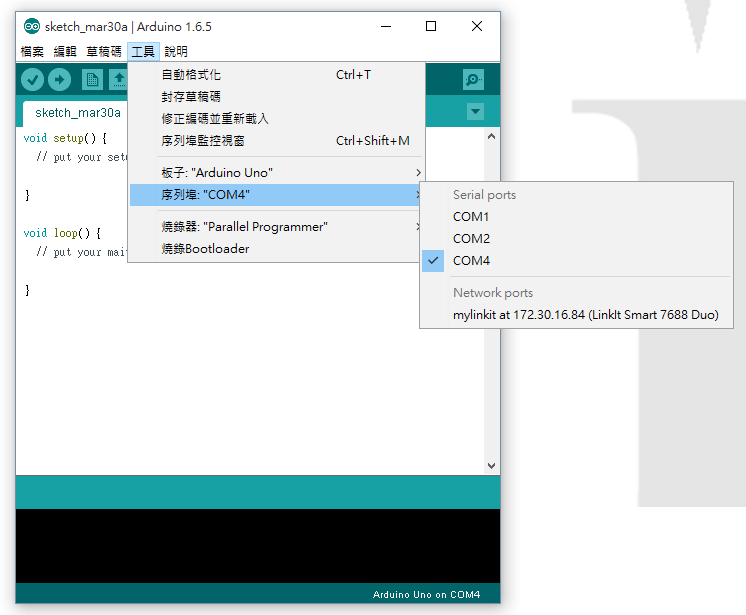 sketch_mar30a | Arduino 1.6.5
檔案 編輯 草稿碼 工具 說明
自動格式化 Ctrl+T
封存草稿碼
修正編碼並重新載入
序列埠監控視窗 Ctrl+Shift+M
板子: "Arduino Uno"
序列埠: "COM4"
燒錄器: "Parallel Programmer"
燒錄Bootloader
Serial ports
COM1
COM2
COM4
Network ports
mylinkit at 172.30.16.84 (LinkIt Smart 7688 Duo)
sketch_mar30a
void setup() {
// put your setu
}
void loop() {
// put your mai
}
Arduino Uno on COM4